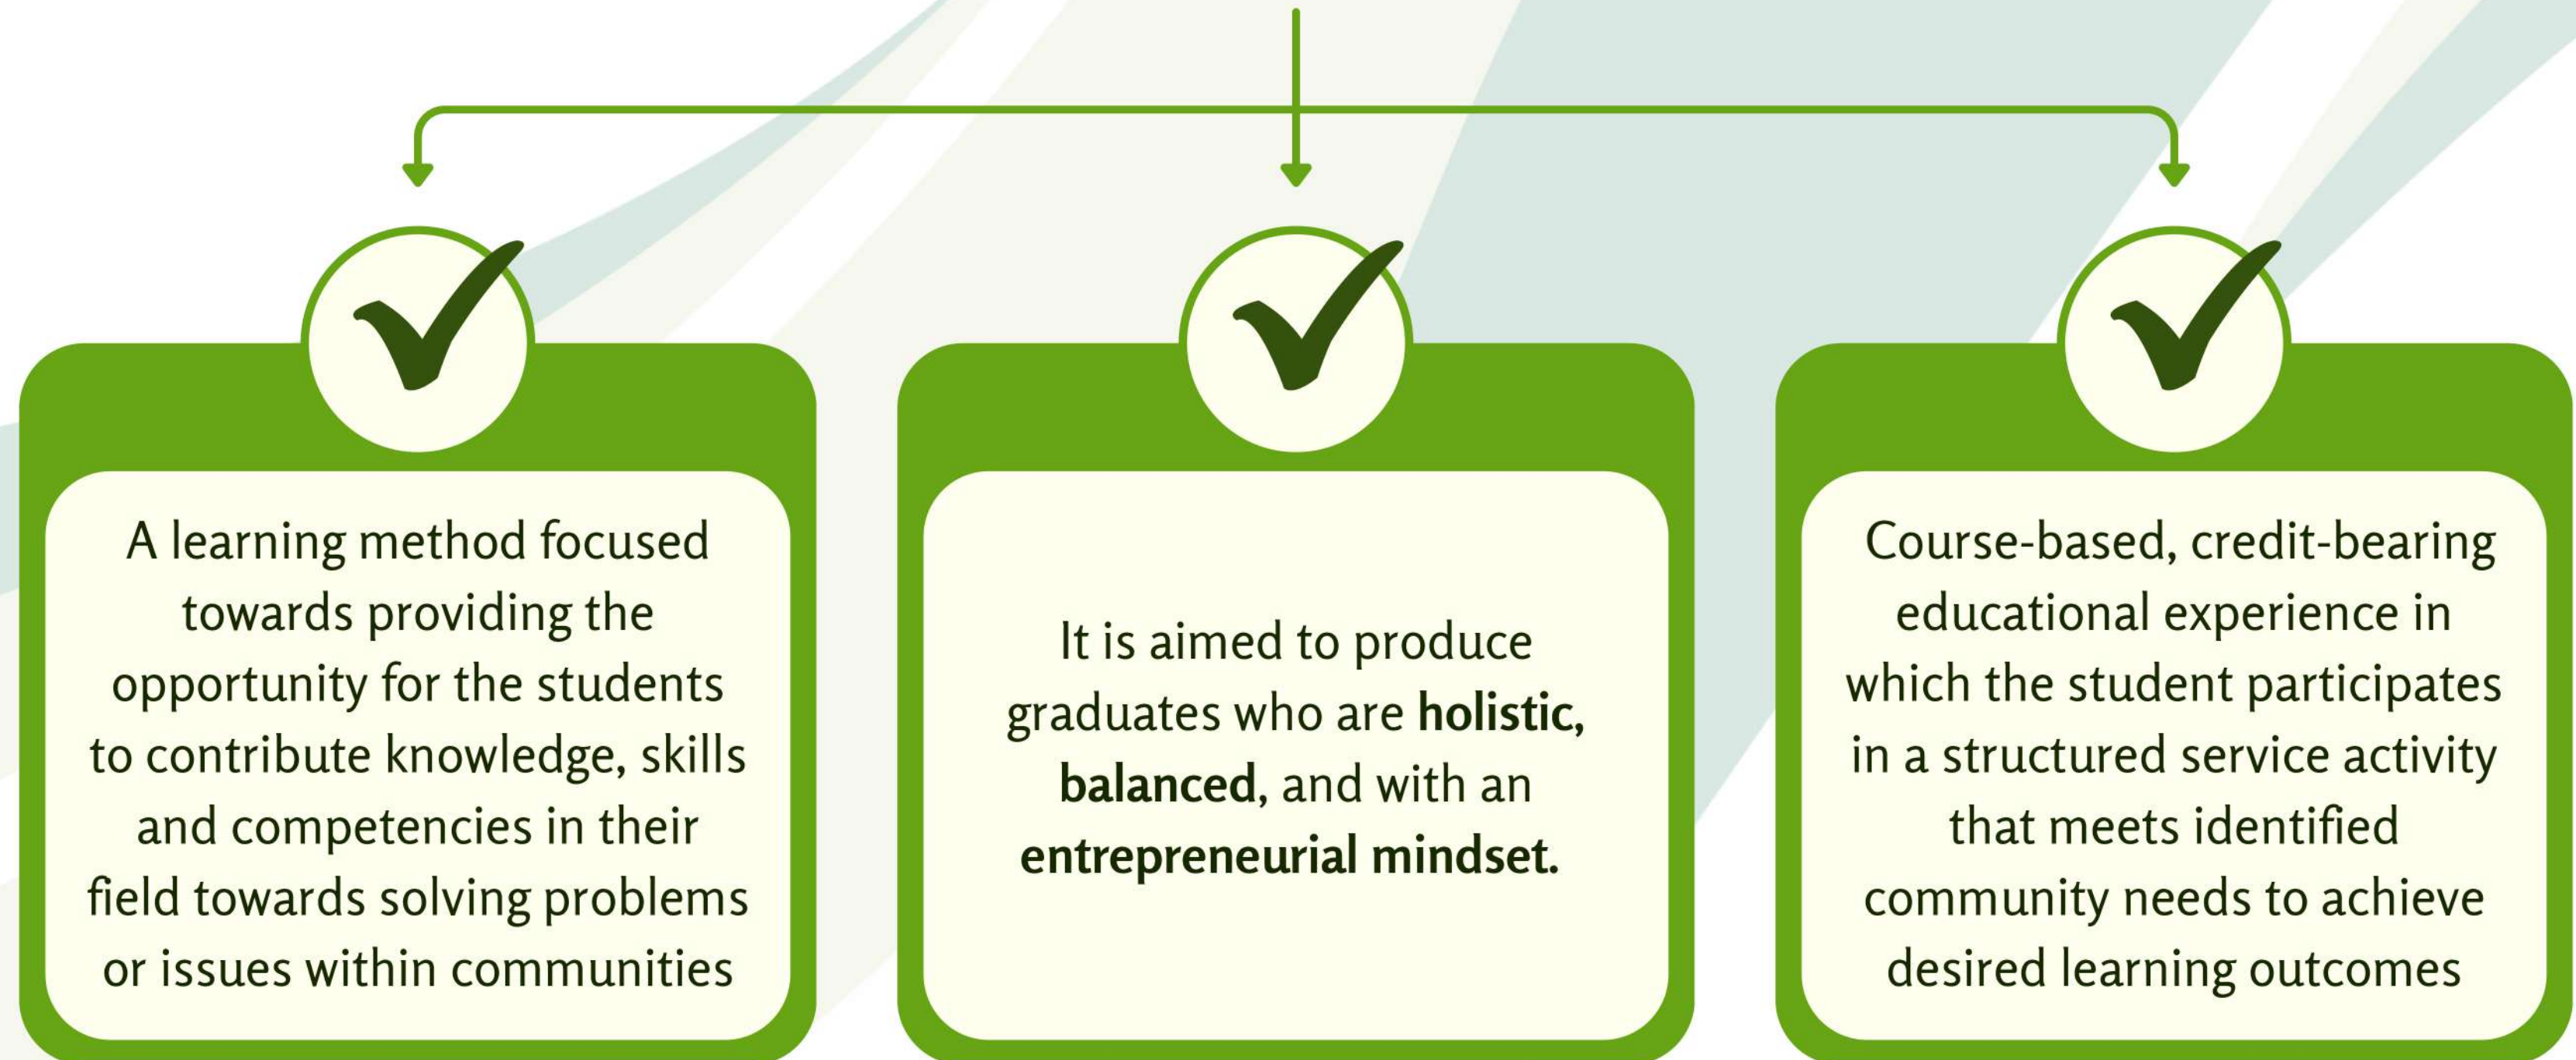 A learning method focused
towards providing the
opportunity for the students
to contribute knowledge, skills
and competencies in their
field towards solving problems
or issues within communities
It is aimed to produce
graduates who are holistic,
balanced, and with an
entrepreneurial mindset.
Course-based, credit-bearing
educational experience in
which the student participates
in a structured service activity
that meets identified
community needs to achieve
desired learning outcomes